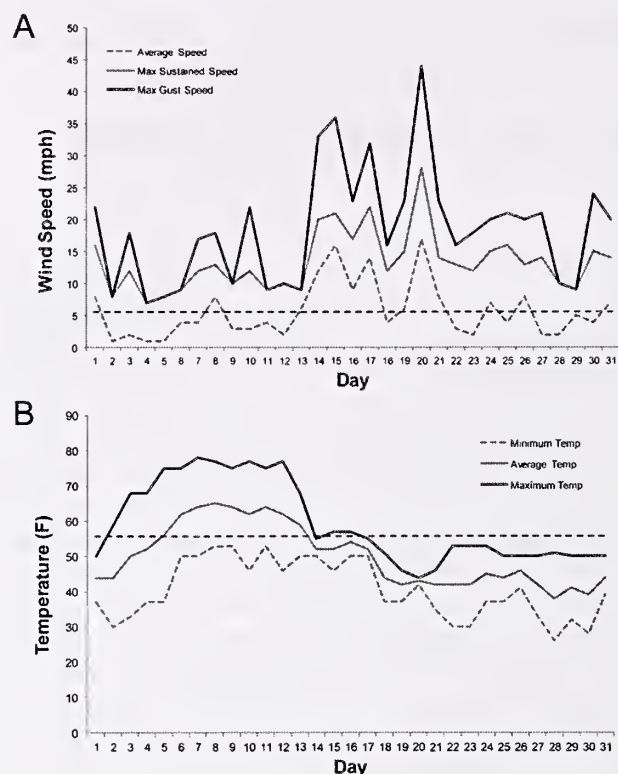 A
Average Speed
Max Sustained Speed
Max Gust Speed
50
45
40
35
30
25
20
15
10
5
0
Wind Speed (mph)
1 2 3 4 5 6 7 8 9 10 11 12 13 14 15 16 17 18 19 20 21 22 23 24 25 26 27 28 29 30 31
Day
B
Minimum Temp
Average Temp
Maximum Temp
90
80
70
60
50
40
30
20
10
0
Temperature (F)
1 2 3 4 5 6 7 8 9 10 11 12 13 14 15 16 17 18 19 20 21 22 23 24 25 26 27 28 29 30 31
Day